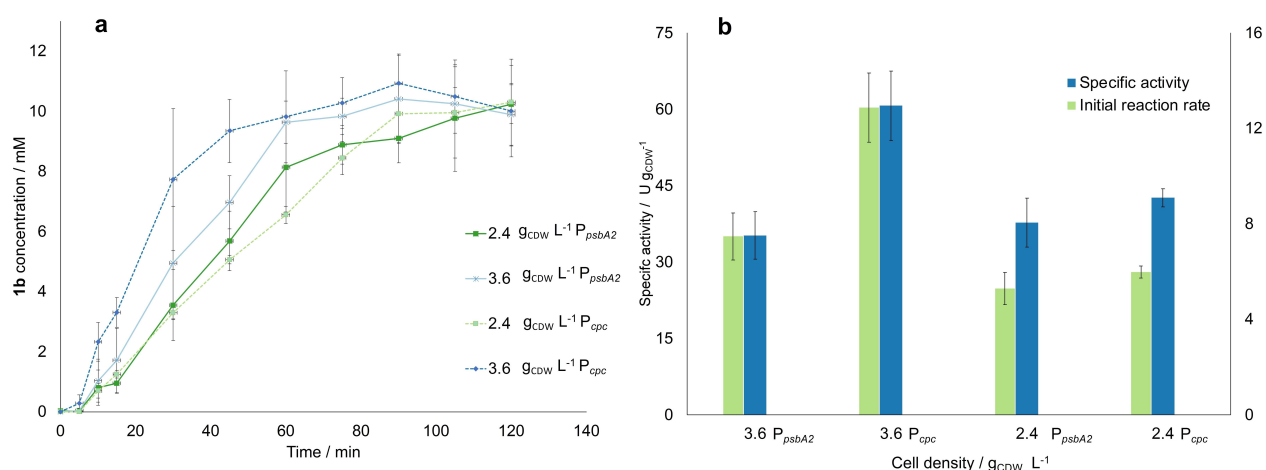 a
1b concentration / mM
12
10
8
6
4
2
0
0 20 40 60 80 100 120 140
Time / min
2.4 gCDW L-1 PpsbA2
3.6 gCDW L-1 PpsbA2
2.4 gCDW L-1 Pcpc
3.6 gCDW L-1 Pcpc
b
Specifc activity / U gCDW-1
75
60
45
30
15
0
16
12
8
4
0
Specific activity
Initial reaction rate
3.6 PpsbA2 3.6 Pcpc 2.4 PpsbA2 2.4 Pcpc
Cell density / gCDW L-1